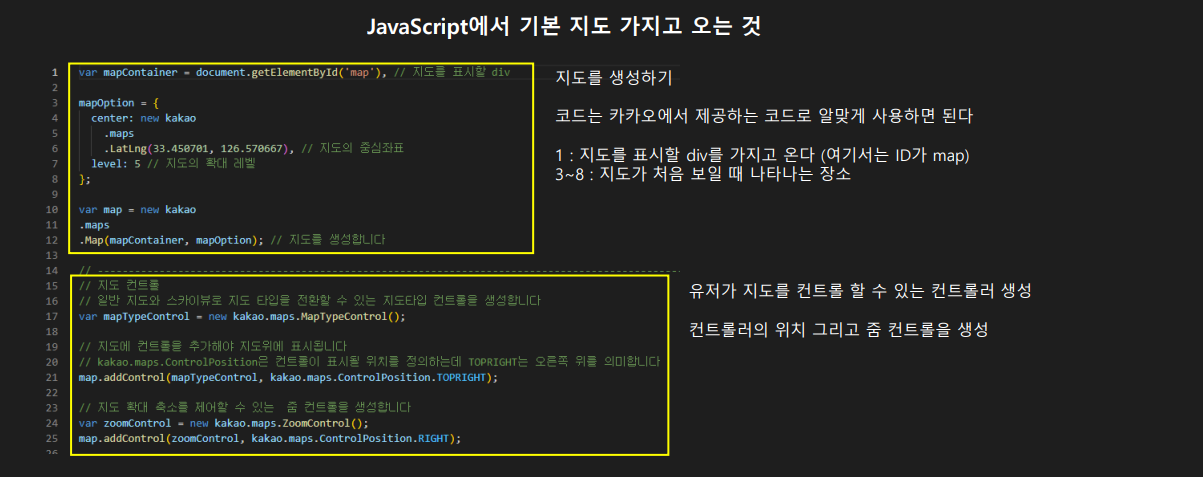 JavaScript에서 기본 지도 가지고 오는 것
1 var mapContainer = document.getElementById('map'), // 지도를 표시할 div
2
3 mapOption = {
4 center: new kakao
5 .maps
6 .LatLng(33.450701, 126.570667), // 지도의 중심좌표
7 level: 5 // 지도의 확대 레벨
8 };
9
10 var map = new kakao
11 .maps
12 .Map(mapContainer, mapOption); // 지도를 생성합니다
13
14 // --------------------------------------------------------------------------------
15 // 지도 컨트롤
16 // 일반 지도와 스카이뷰로 지도 타입을 전환할 수 있는 지도타입 컨트롤을 생성합니다
17 var mapTypeControl = new kakao.maps.MapTypeControl();
18
19 // 지도에 컨트롤을 추가해야 지도위에 표시됩니다
20 // kakao.maps.ControlPosition은 컨트롤이 표시될 위치를 정의하는데 TOPRIGHT는 오른쪽 위를 의미합니다
21 map.addControl(mapTypeControl, kakao.maps.ControlPosition.TOPRIGHT);
22
23 // 지도 확대 축소를 제어할 수 있는  줌 컨트롤을 생성합니다
24 var zoomControl = new kakao.maps.ZoomControl();
25 map.addControl(zoomControl, kakao.maps.ControlPosition.RIGHT);
26
지도를 생성하기
코드는 카카오에서 제공하는 코드로 알맞게 사용하면 된다
1 : 지도를 표시할 div를 가지고 온다 (여기서는 ID가 map)
3~8 : 지도가 처음 보일 때 나타나는 장소
유저가 지도를 컨트롤 할 수 있는 컨트롤러 생성
컨트롤러의 위치 그리고 줌 컨트롤을 생성